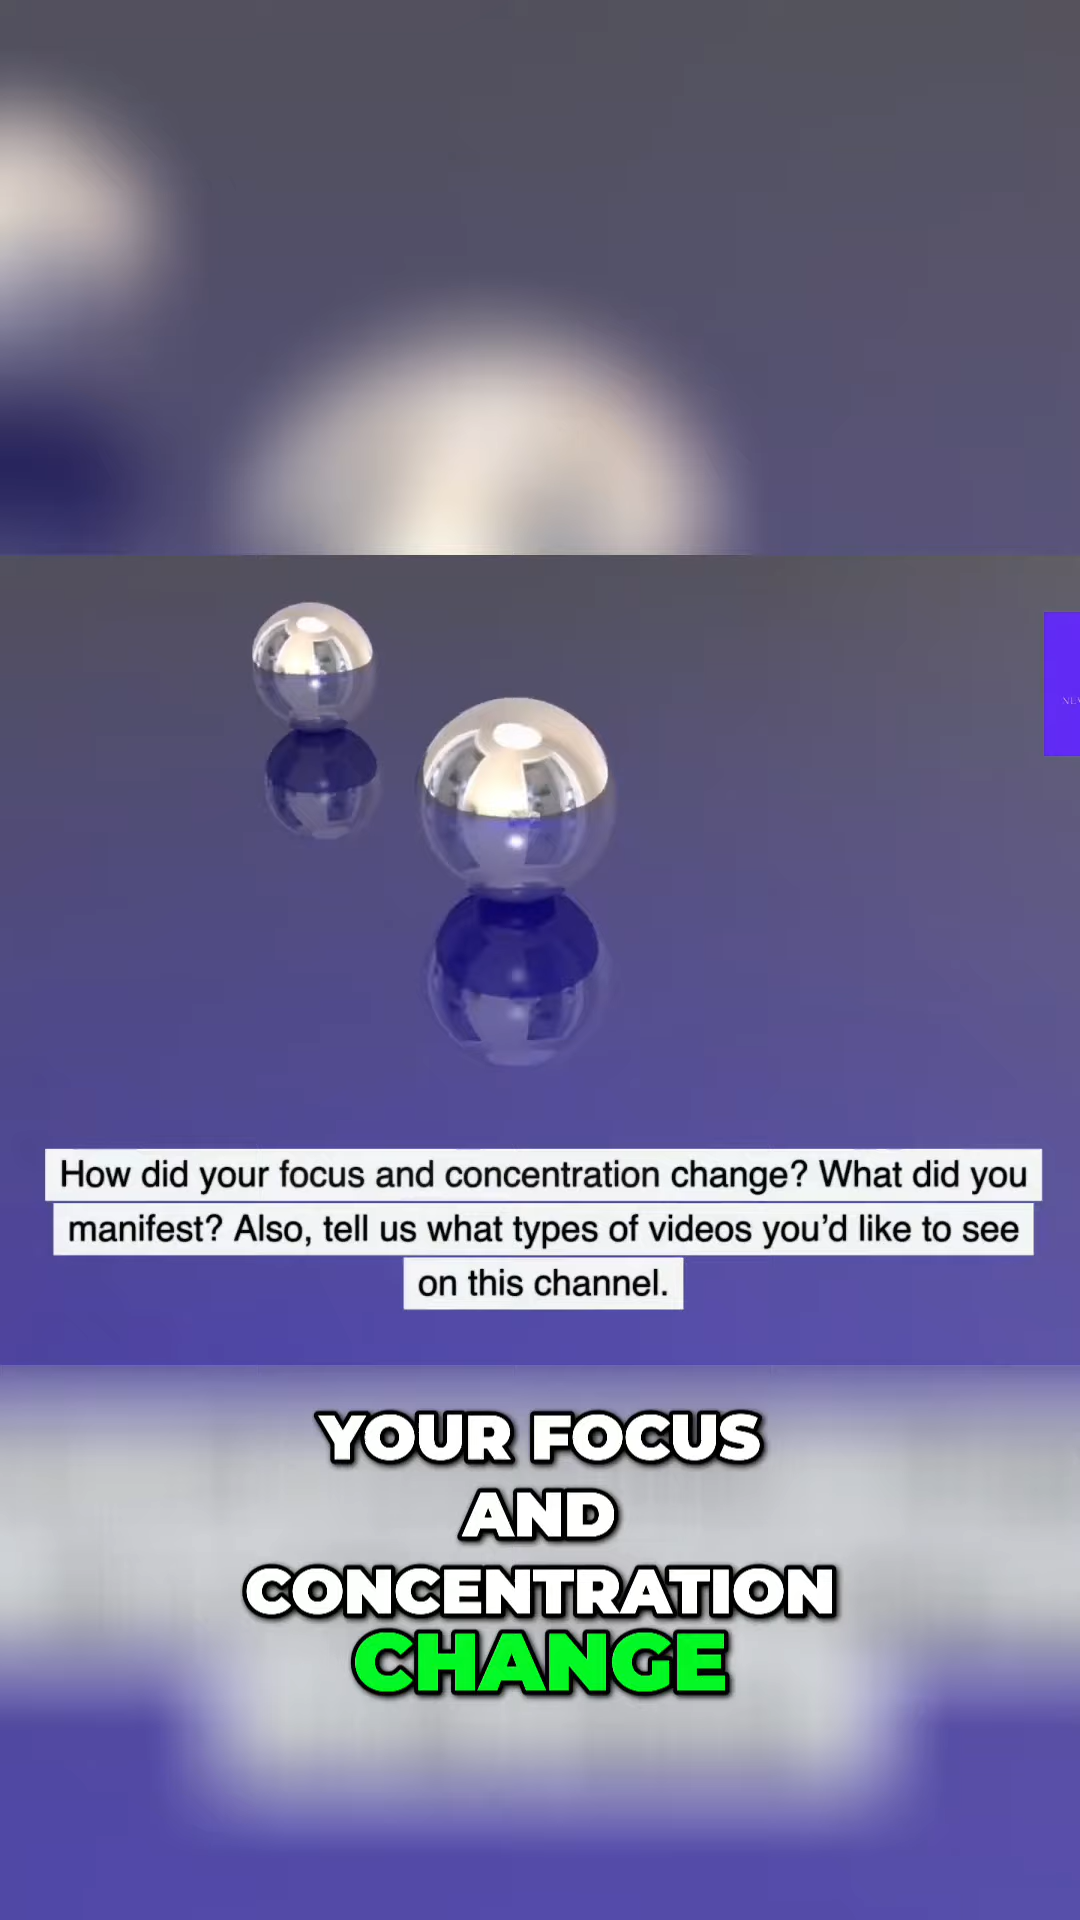 How did your focus and concentration change? What did you
manifest? Also, tell us what types of videos you’d like to see
on this channel.
YOUR FOCUS
AND
CONCENTRATION
CHANGE